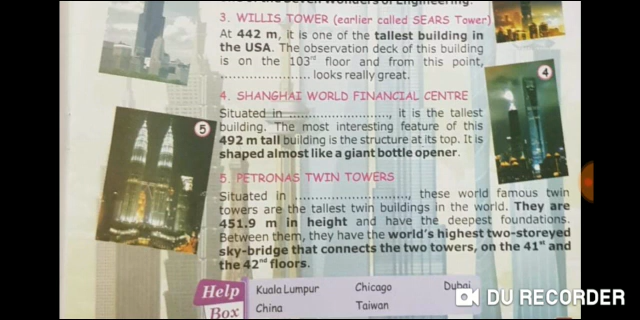 3. WILLIS TOWER (earlier called SEARS Tower)
At 442 m, it is one of the tallest building in
the USA. The observation deck of this building
is on the 103rd floor and from this point,
........................ looks really great.
4
4. SHANGHAI WORLD FINANCIAL CENTRE
Situated in ..........................., it is the tallest
building. The most interesting feature of this
492 m tall building is the structure at its top. It is
shaped almost like a giant bottle opener.
5
5. PETRONAS TWIN TOWERS
Situated in ..............................., these world famous twin
towers are the tallest twin buildings in the world. They are
451.9 m in height and have the deepest foundations.
Between them, they have the world's highest two-storeyed
sky-bridge that connects the two towers, on the 41st and
the 42nd floors.
Help Box
Kuala Lumpur Chicago Dubai
China Taiwan
DU RECORDER